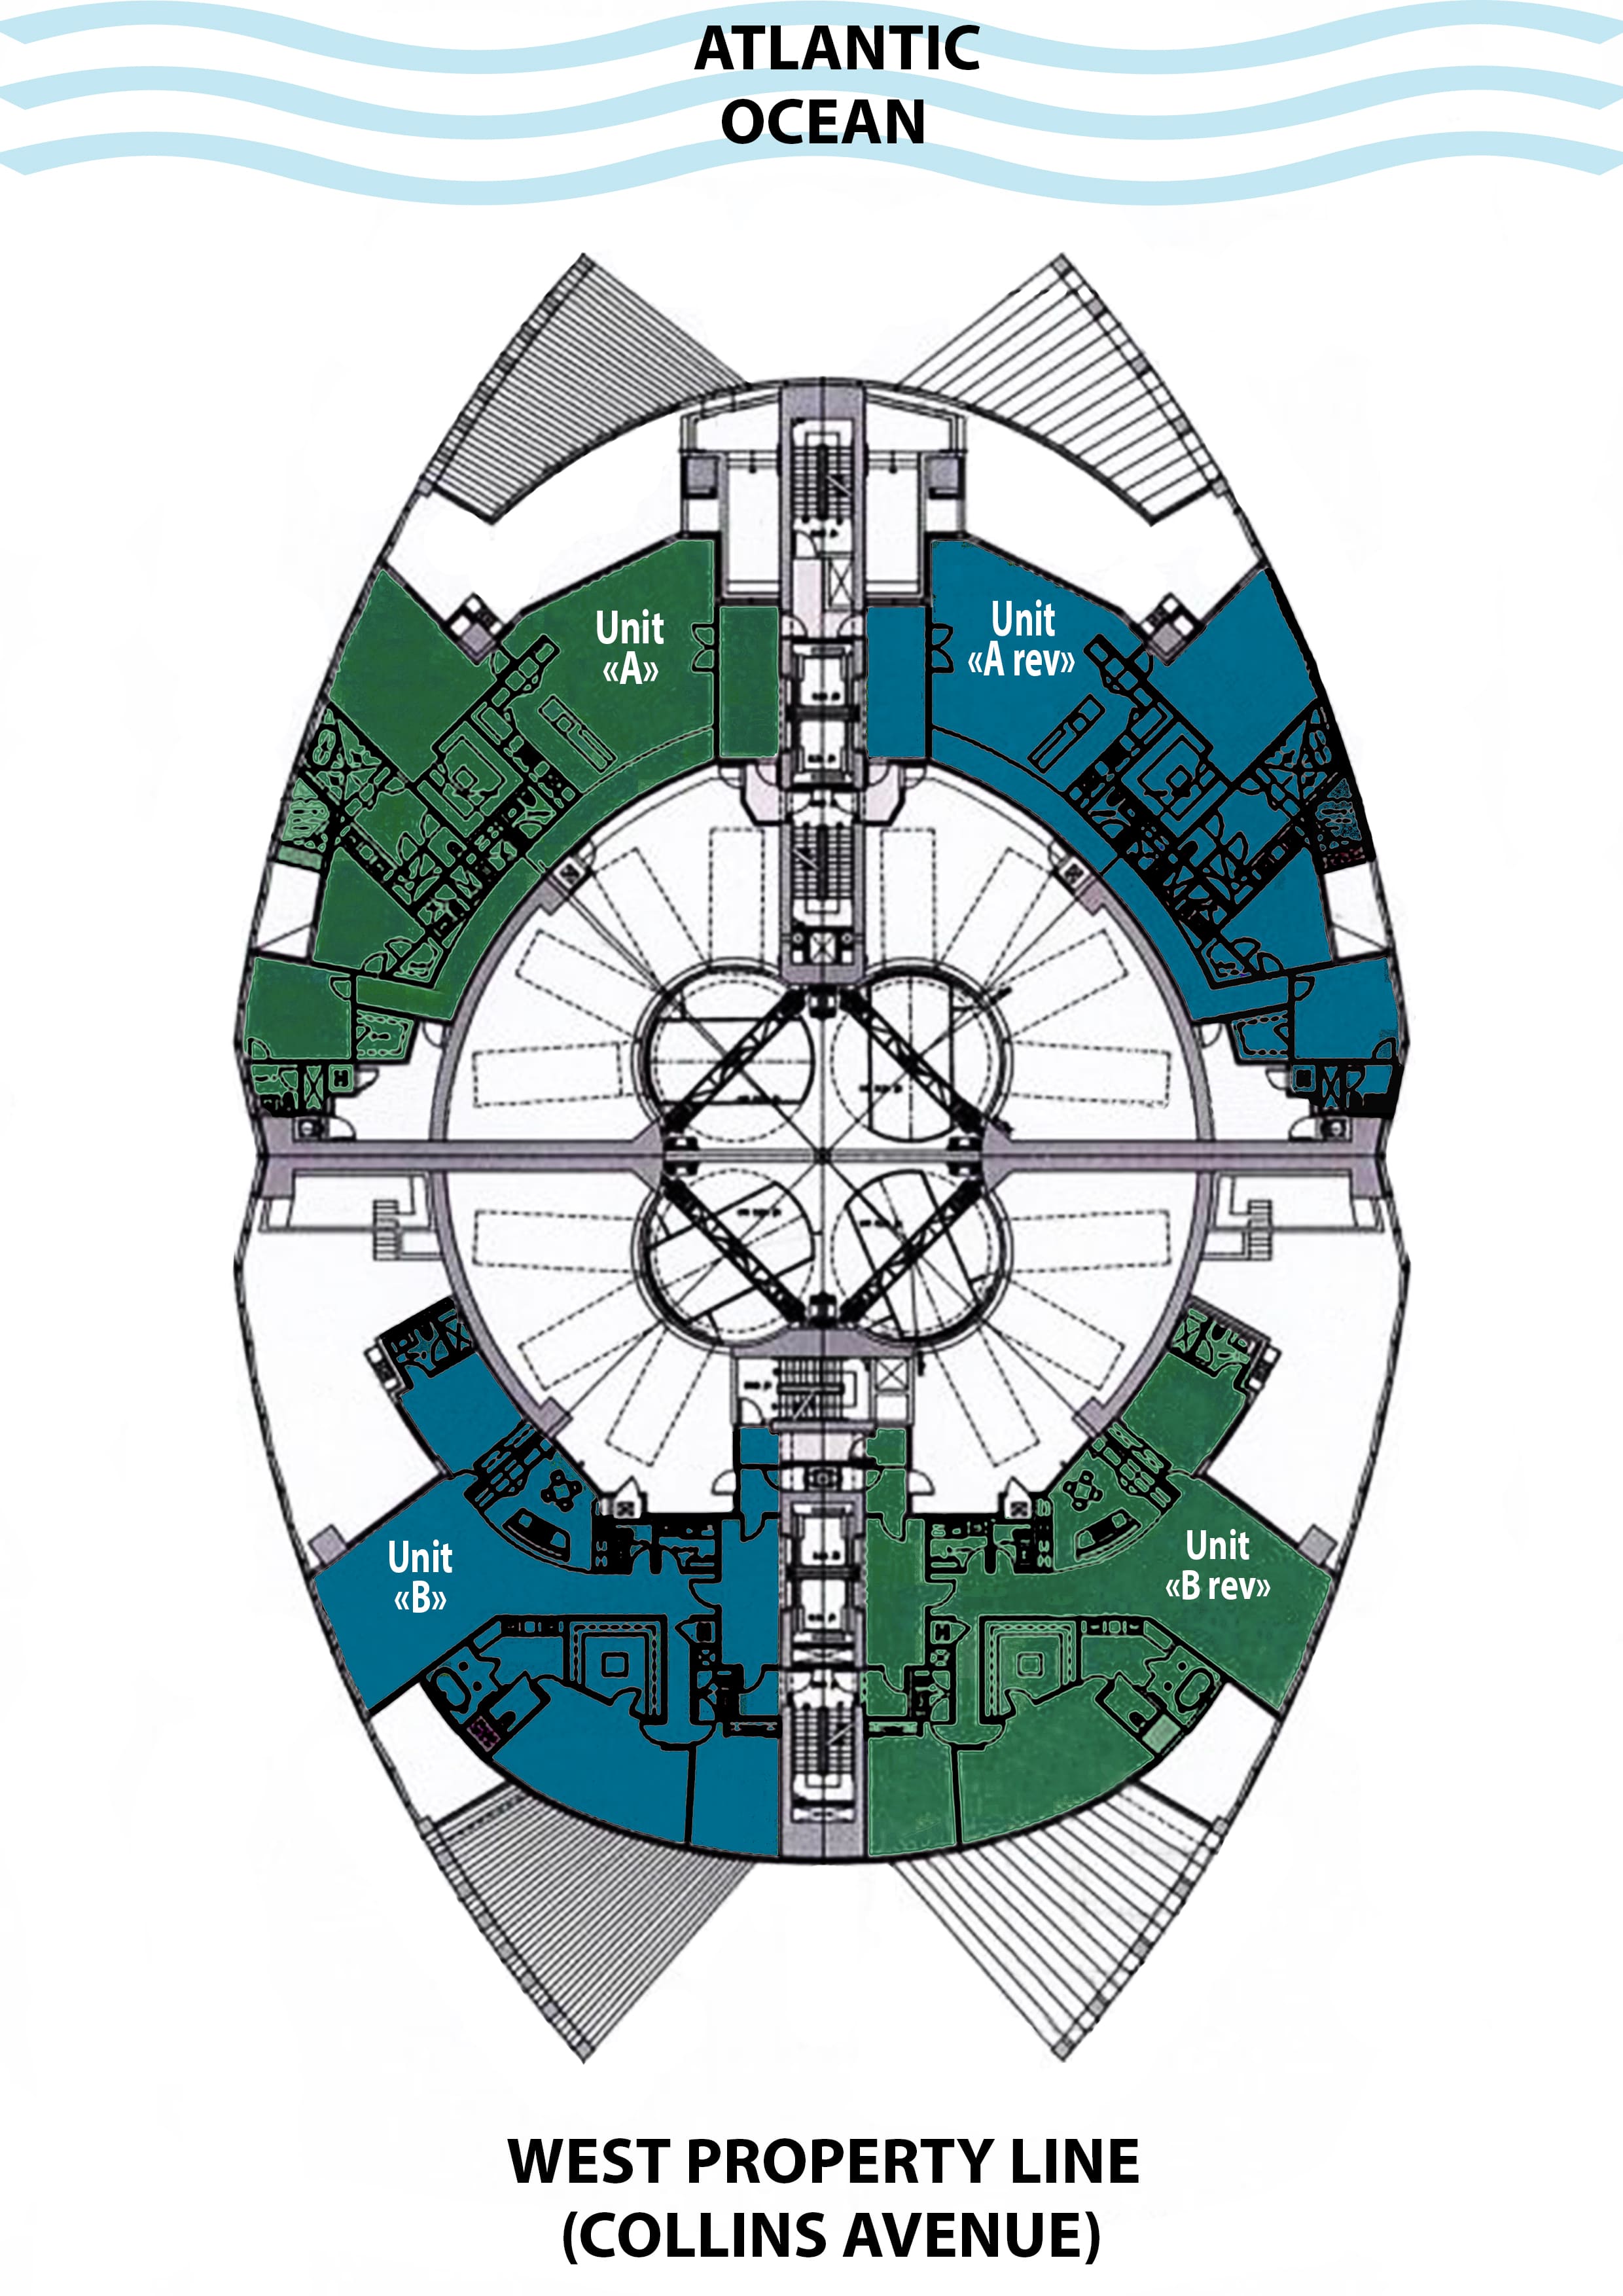 ATLANTIC
OCEAN
Unit
«A»
Unit
«A rev»
Unit
«B»
Unit
«B rev»
WEST PROPERTY LINE
(COLLINS AVENUE)